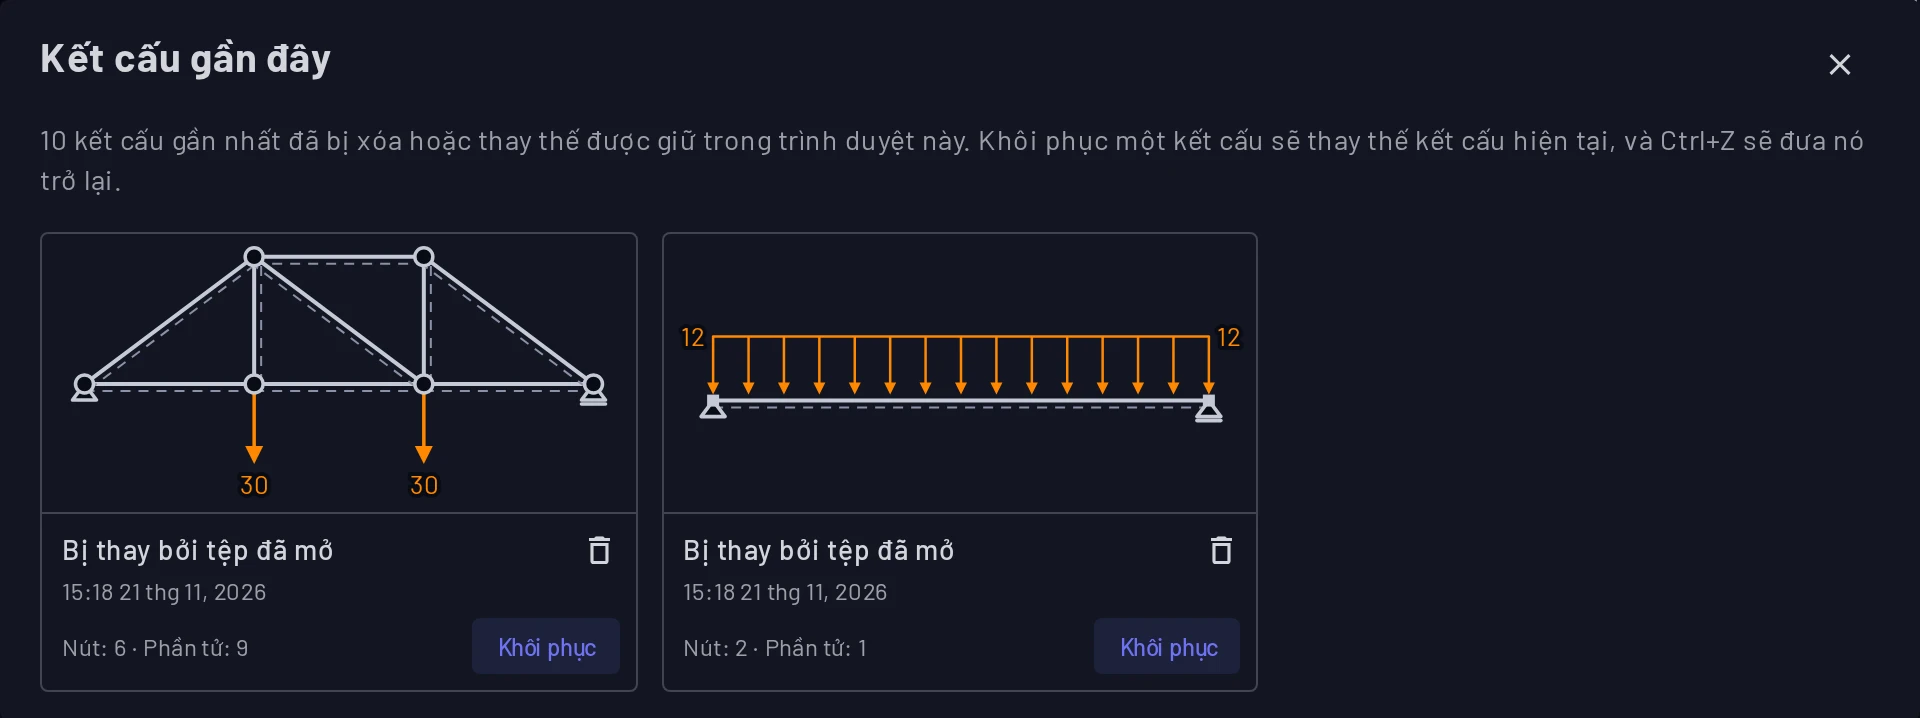 Kết cấu gần đây
10 kết cấu gần nhất đã bị xóa hoặc thay thế được giữ trong trình duyệt này. Khôi phục một kết cấu sẽ thay thế kết cấu hiện tại, và Ctrl+Z sẽ đưa nó
trở lại.
30 30
12 12
Bị thay bởi tệp đã mở
15:18 21 thg 11, 2026
Nút: 6 · Phần tử: 9
Khôi phục
Bị thay bởi tệp đã mở
15:18 21 thg 11, 2026
Nút: 2 · Phần tử: 1
Khôi phục